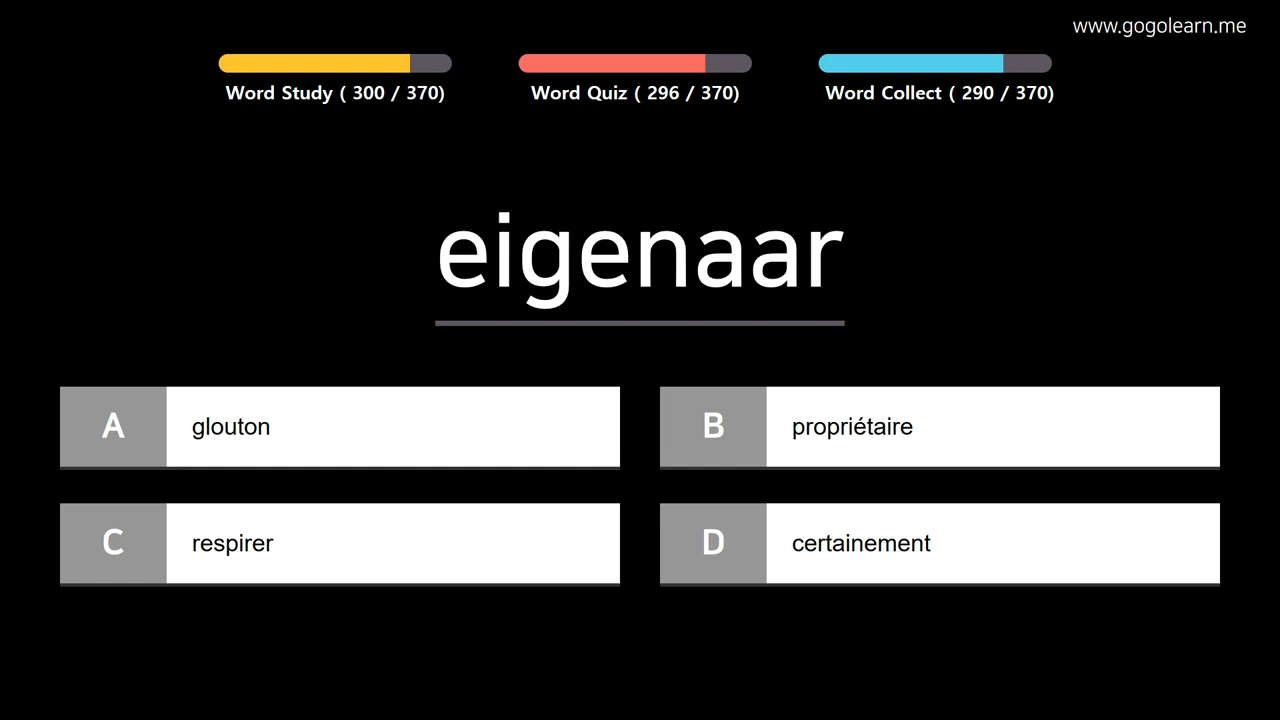 www.gogolearn.me
Word Study ( 300 / 370)
Word Quiz ( 296 / 370)
Word Collect ( 290 / 370)
eigenaar
A glouton
B propriétaire
C respirer
D certainement